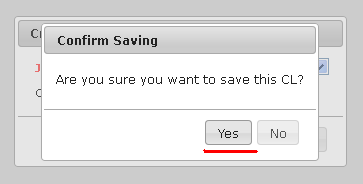 Confirm Saving
Are you sure you want to save this CL?
Yes No